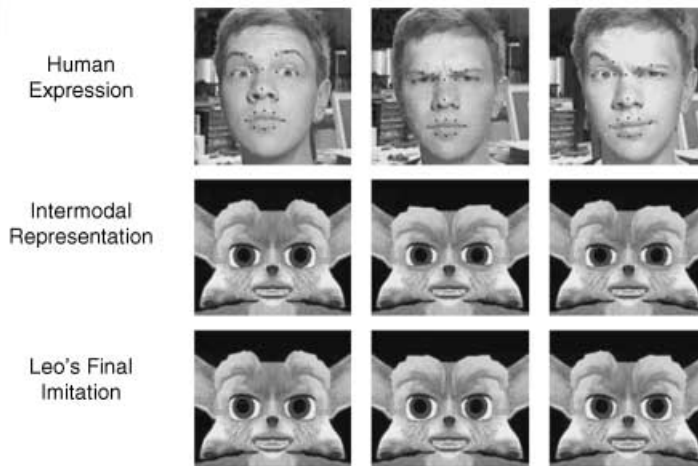 Human
Expression
Intermodal
Representation
Leo's Final
Imitation